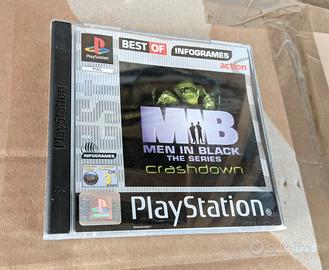 PlayStation
PlayStation
BEST OF INFOGRAMES
action
MIB
MEN IN BLACK
THE SERIES
crashdown
INFOGRAMES
PlayStation